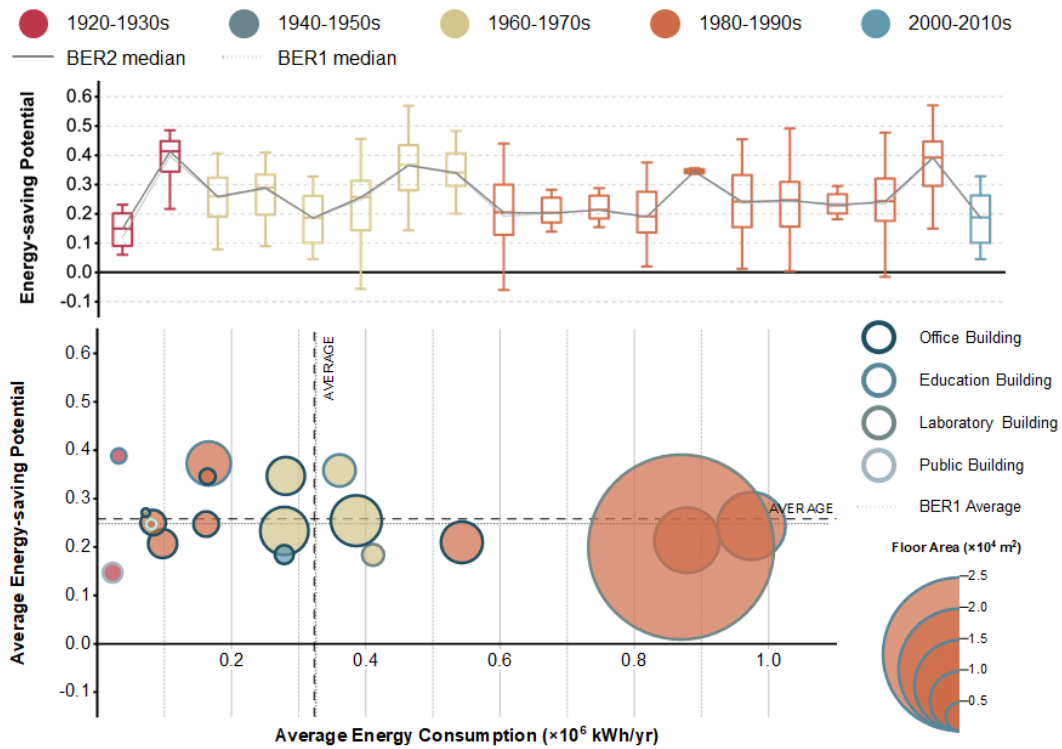 1920-1930s 1940-1950s 1960-1970s 1980-1990s 2000-2010s
BER2 median BER1 median
Energy-saving Potential
0.6
0.5
0.4
0.3
0.2
0.1
0.0
-0.1
Average Energy-saving Potential
0.6
0.5
0.4
0.3
0.2
0.1
0.0
-0.1
AVERAGE
AVERAGE
0.2 0.4 0.6 0.8 1.0
Average Energy Consumption (×10⁶ kWh/yr)
Office Building
Education Building
Laboratory Building
Public Building
BER1 Average
Floor Area (×10⁴ m²)
2.5
2.0
1.5
1.0
0.5